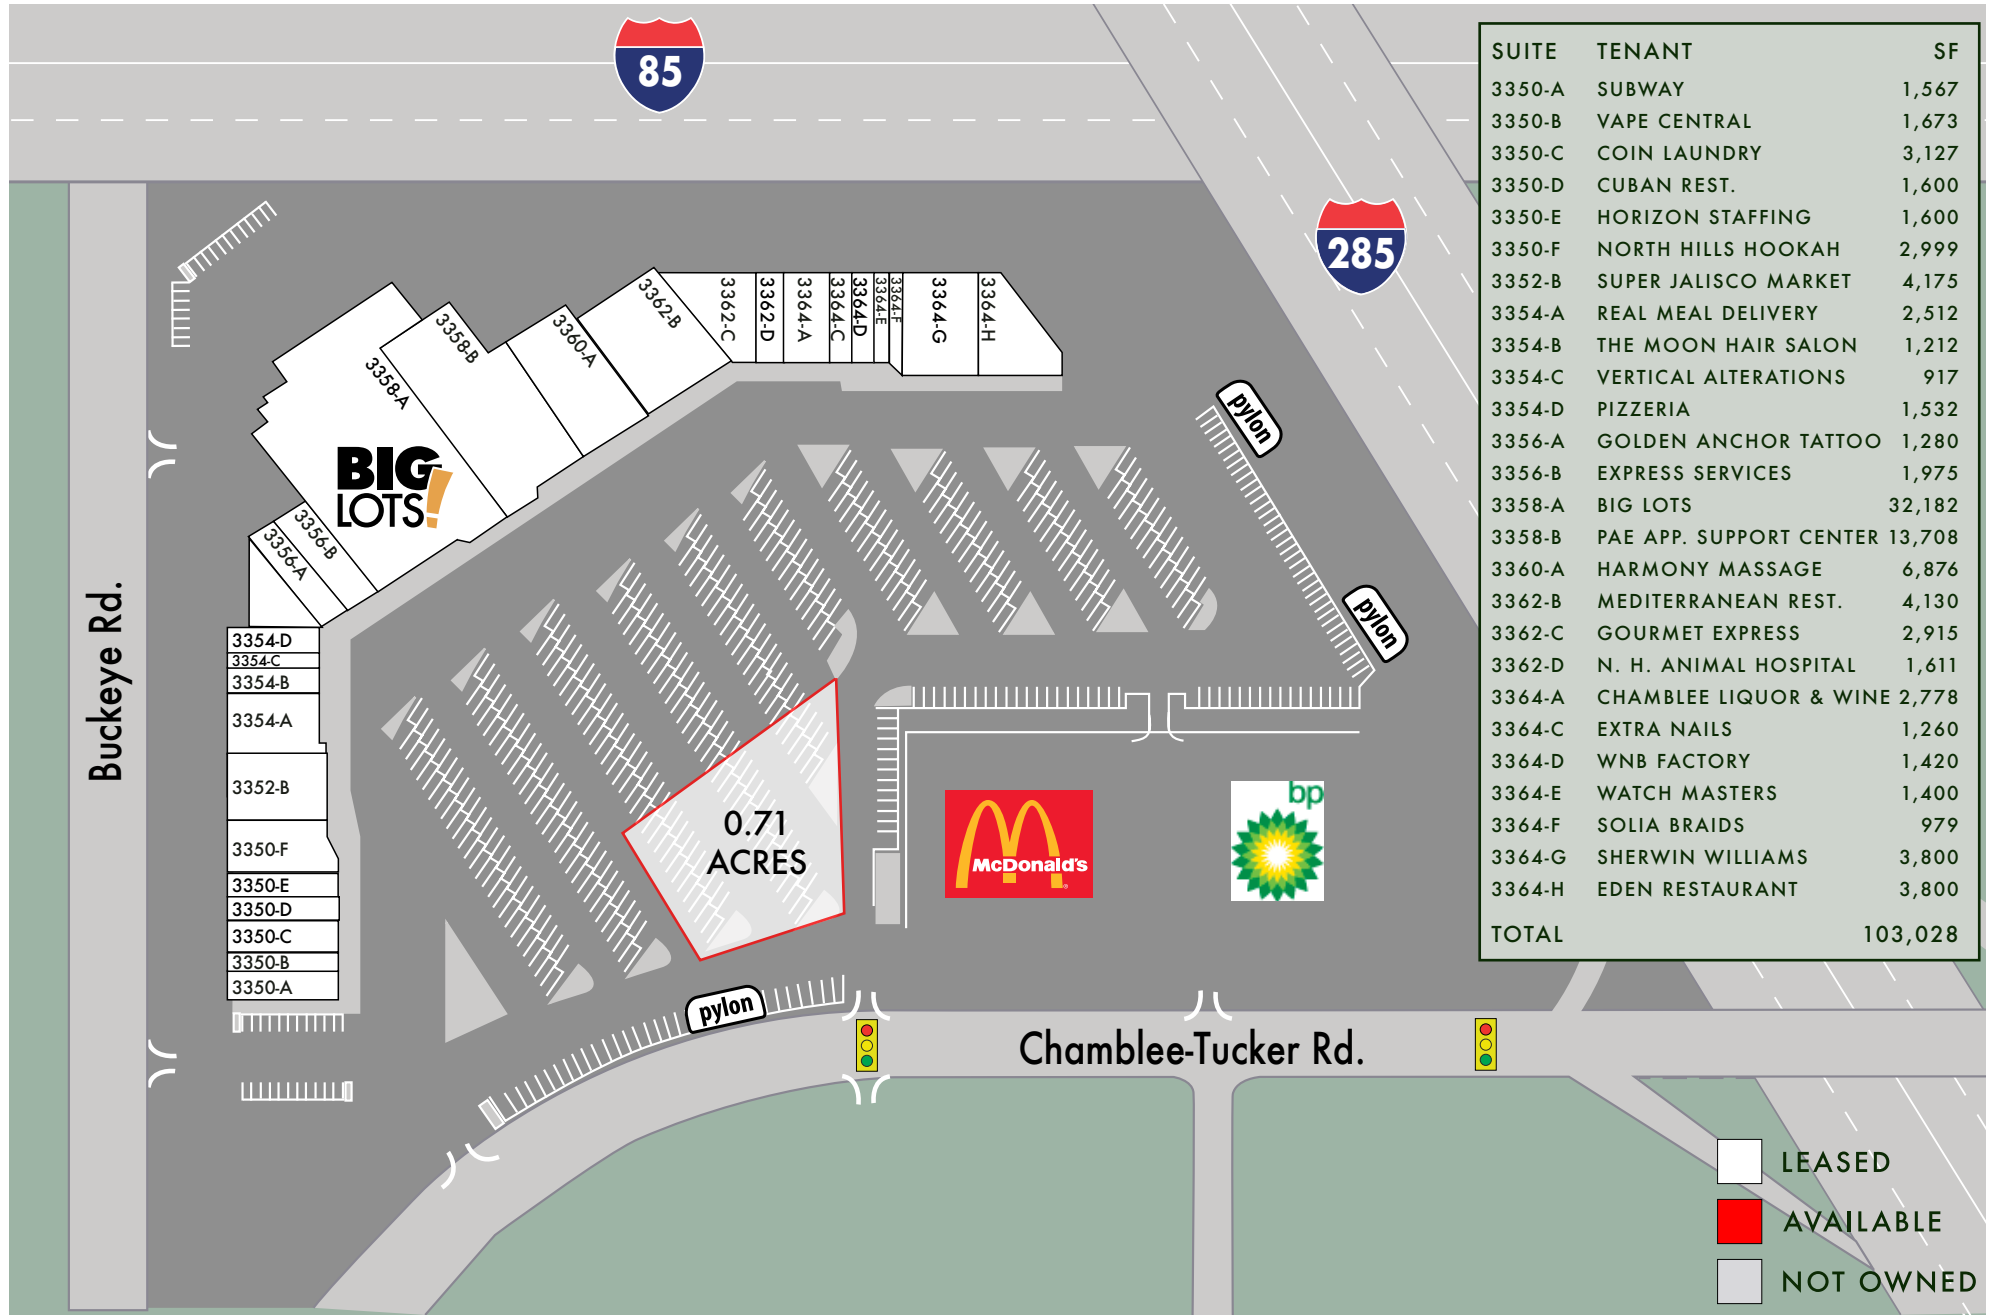 85
285
SUITE TENANT SF
3350-A SUBWAY 1,567
3350-B VAPE CENTRAL 1,673
3350-C COIN LAUNDRY 3,127
3350-D CUBAN REST. 1,600
3350-E HORIZON STAFFING 1,600
3350-F NORTH HILLS HOOKAH 2,999
3352-B SUPER JALISCO MARKET 4,175
3354-A REAL MEAL DELIVERY 2,512
3354-B THE MOON HAIR SALON 1,212
3354-C VERTICAL ALTERATIONS 917
3354-D PIZZERIA 1,532
3356-A GOLDEN ANCHOR TATTOO 1,280
3356-B EXPRESS SERVICES 1,975
3358-A BIG LOTS 32,182
3358-B PAE APP. SUPPORT CENTER 13,708
3360-A HARMONY MASSAGE 6,876
3362-B MEDITERRANEAN REST. 4,130
3362-C GOURMET EXPRESS 2,915
3362-D N. H. ANIMAL HOSPITAL 1,611
3364-A CHAMBLEE LIQUOR & WINE 2,778
3364-C EXTRA NAILS 1,260
3364-D WNB FACTORY 1,420
3364-E WATCH MASTERS 1,400
3364-F SOLIA BRAIDS 979
3364-G SHERWIN WILLIAMS 3,800
3364-H EDEN RESTAURANT 3,800
TOTAL 103,028
3362-B
3362-C
3362-D
3364-A
3364-C
3364-D
3364-E
3364-F
3364-G
3364-H
3360-A
3358-B
3358-A
BIG
LOTS!
3356-B
3356-A
3354-D
3354-C
3354-B
3354-A
3352-B
3350-F
3350-E
3350-D
3350-C
3350-B
3350-A
Buckeye Rd.
pylon
pylon
0.71
ACRES
McDonald's
®
bp
pylon
Chamblee-Tucker Rd.
LEASED
AVAILABLE
NOT OWNED